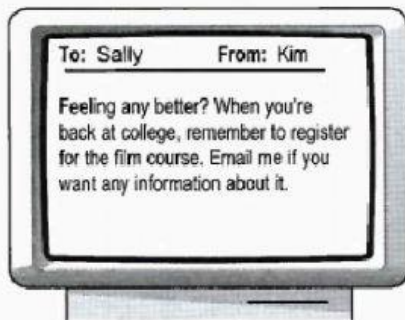 To: Sally From: Kim
Feeling any better? When you're
back at college, remember to register
for the film course. Email me if you
want any information about it.